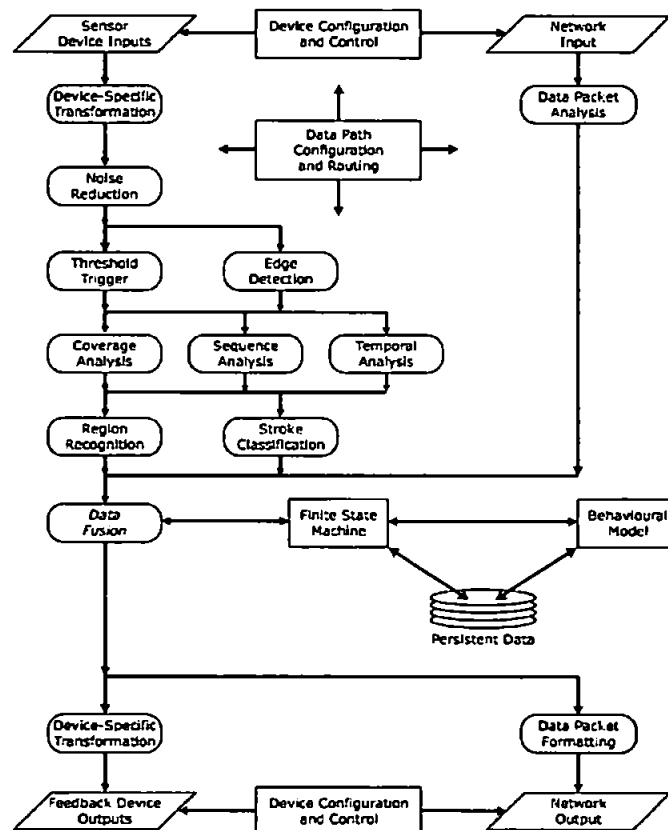 Sensor
Device Inputs
Device Configuration
and Control
Network
Input
Device-Specific
Transformation
Data Packet
Analysis
Data Path
Configuration
and Routing
Noise
Reduction
Threshold
Trigger
Edge
Detection
Coverage
Analysis
Sequence
Analysis
Temporal
Analysis
Region
Recognition
Stroke
Classification
Data
Fusion
Finite State
Machine
Behavioural
Model
Persistent Data
Device-Specific
Transformation
Data Packet
Formatting
Feedback Device
Outputs
Device Configuration
and Control
Network
Output